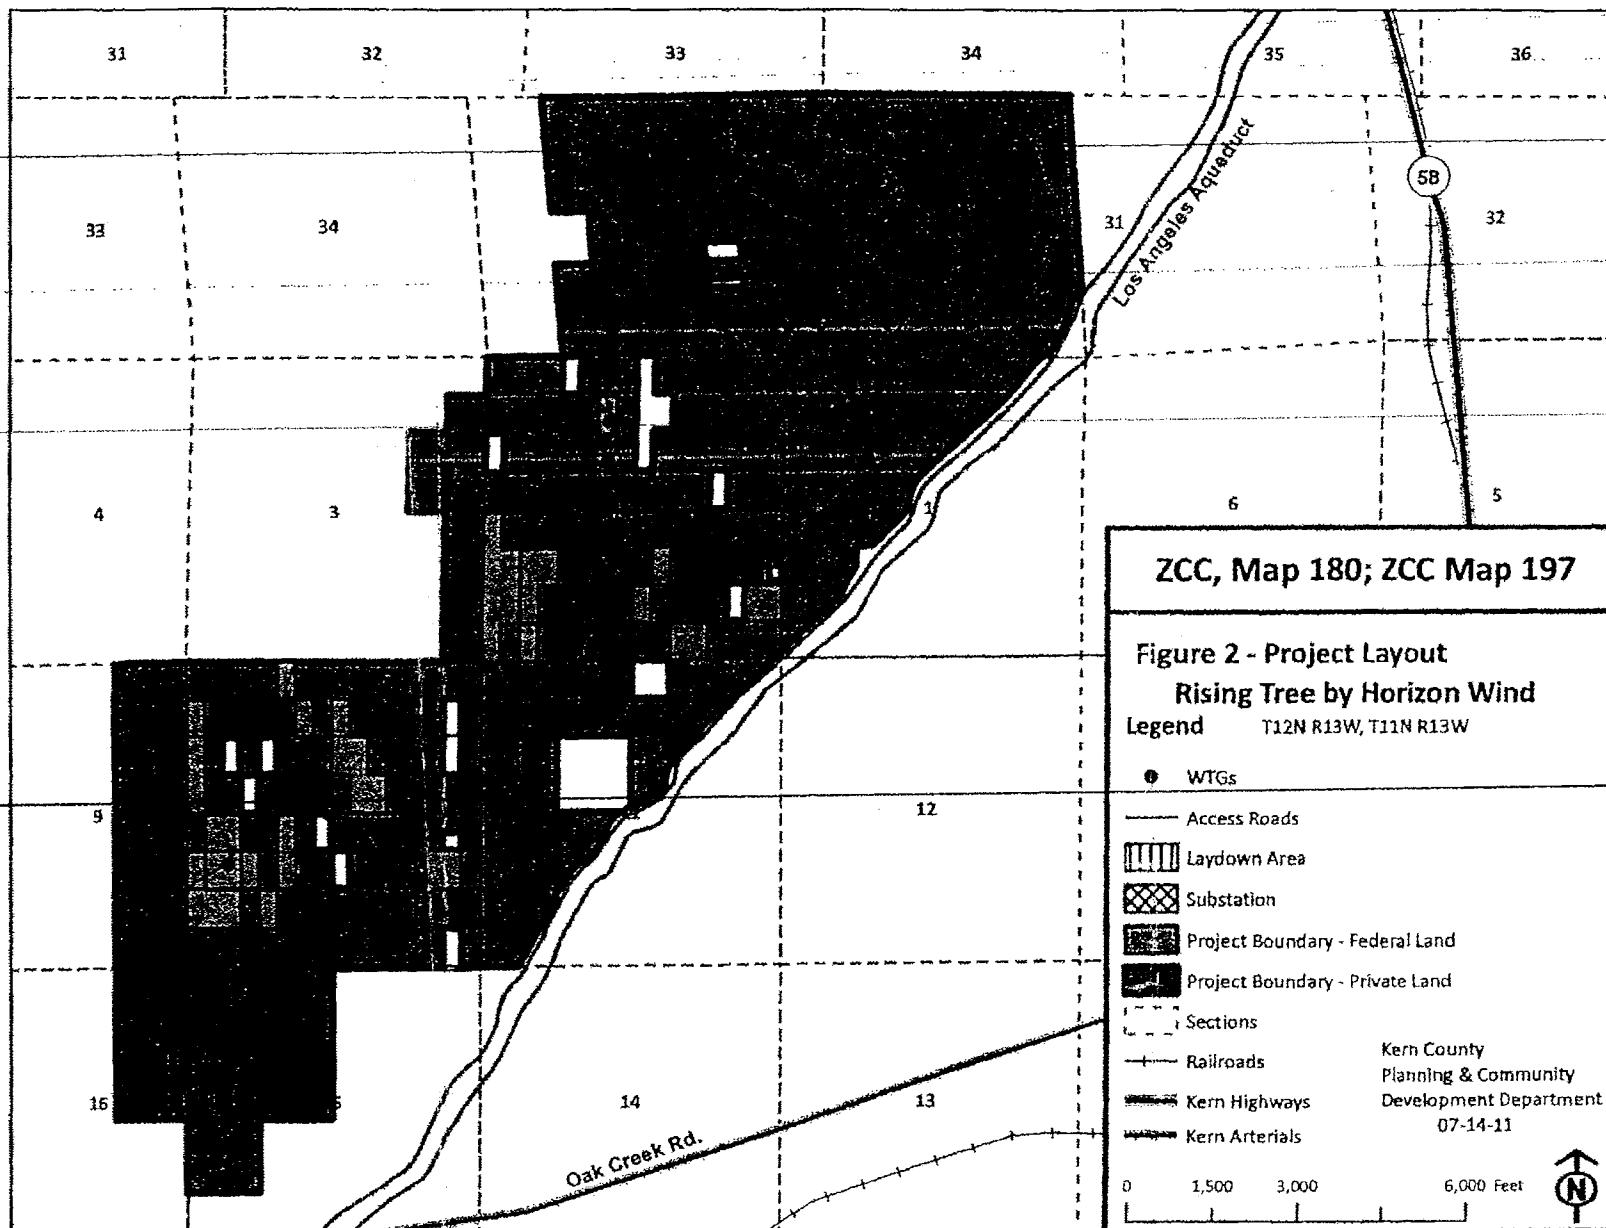 31
32
33
34
35
36
33
34
31
32
58
Los Angeles Aqueduct
4
3
1
6
5
9
12
16
14
13
Oak Creek Rd.
ZCC, Map 180; ZCC Map 197
Figure 2 - Project Layout
Rising Tree by Horizon Wind
Legend T12N R13W, T11N R13W
WTGs
Access Roads
Laydown Area
Substation
Project Boundary - Federal Land
Project Boundary - Private Land
Sections
Railroads
Kern Highways
Kern Arterials
Kern County
Planning & Community
Development Department
07-14-11
0 1,500 3,000 6,000 Feet
N